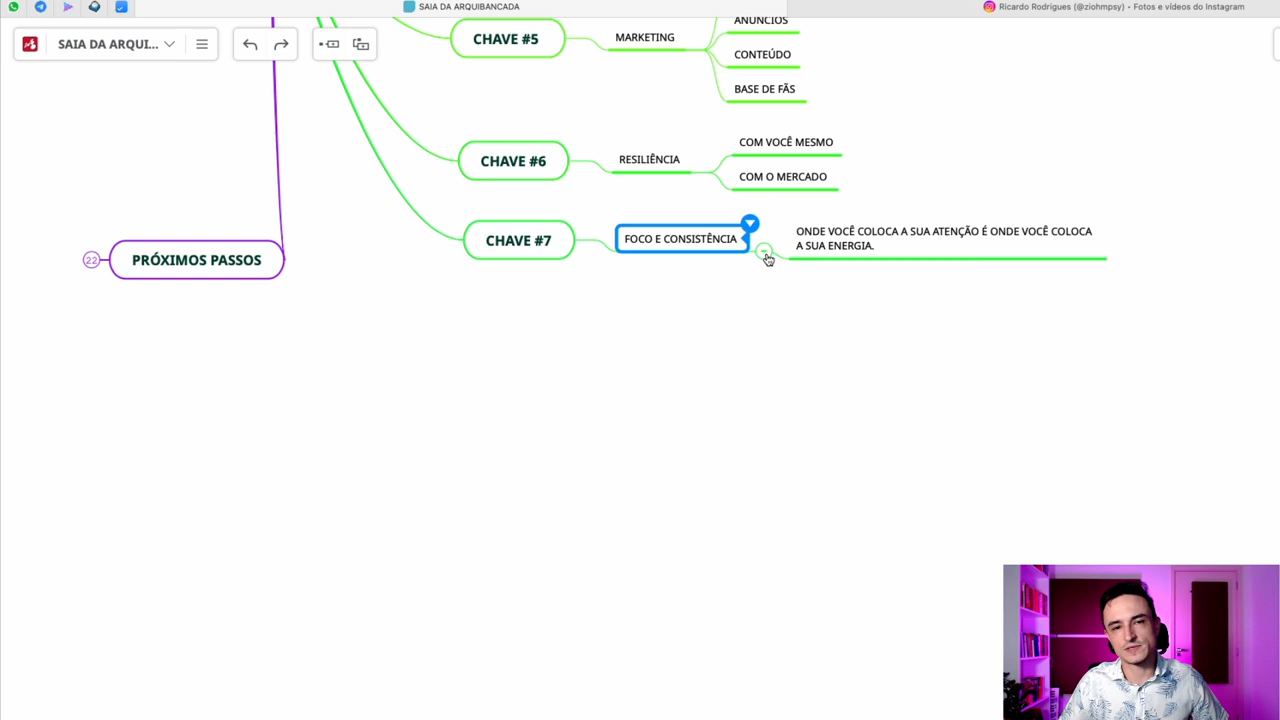 SAIA DA ARQUIBANCADA
Ricardo Rodrigues (@ziohmpsy) • Fotos e vídeos do Instagram
SAIA DA ARQUI...
CHAVE #5
MARKETING
ANÚNCIOS
CONTEÚDO
BASE DE FÃS
CHAVE #6
RESILIÊNCIA
COM VOCÊ MESMO
COM O MERCADO
CHAVE #7
FOCO E CONSISTÊNCIA
ONDE VOCÊ COLOCA A SUA ATENÇÃO É ONDE VOCÊ COLOCA
A SUA ENERGIA.
22
PRÓXIMOS PASSOS